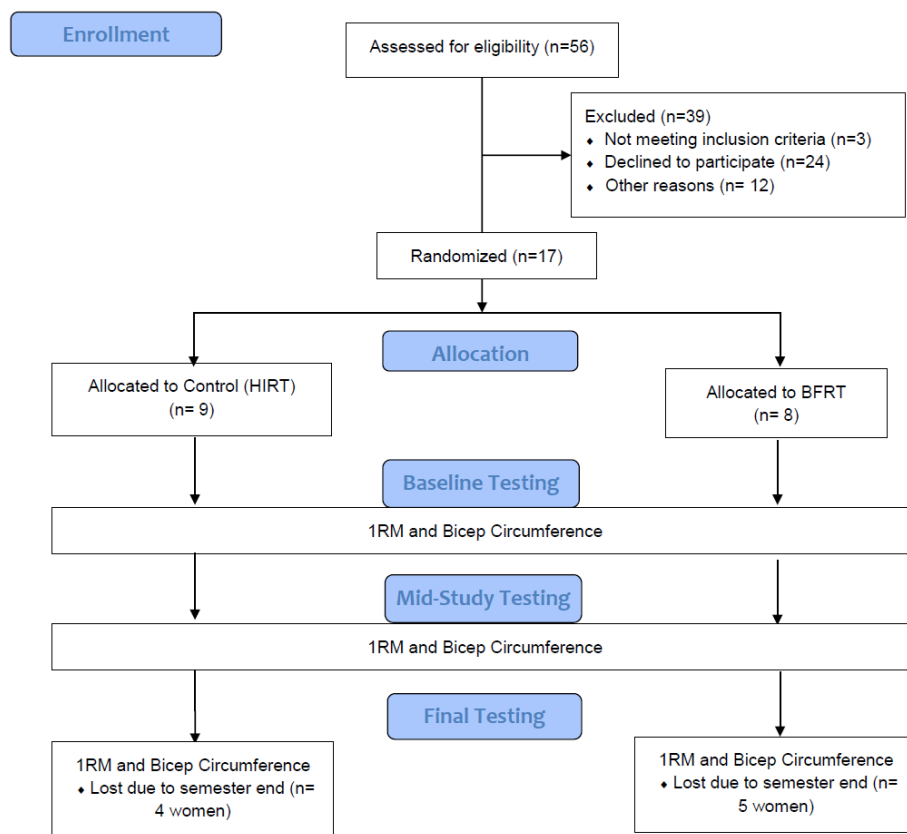 Enrollment
Assessed for eligibility (n=56)
Excluded (n=39)
♦ Not meeting inclusion criteria (n=3)
♦ Declined to participate (n=24)
♦ Other reasons (n= 12)
Randomized (n=17)
Allocation
Allocated to Control (HIRT)
(n= 9)
Allocated to BFRT
(n= 8)
Baseline Testing
1RM and Bicep Circumference
Mid-Study Testing
1RM and Bicep Circumference
Final Testing
1RM and Bicep Circumference
♦ Lost due to semester end (n=
4 women)
1RM and Bicep Circumference
♦ Lost due to semester end (n=
5 women)